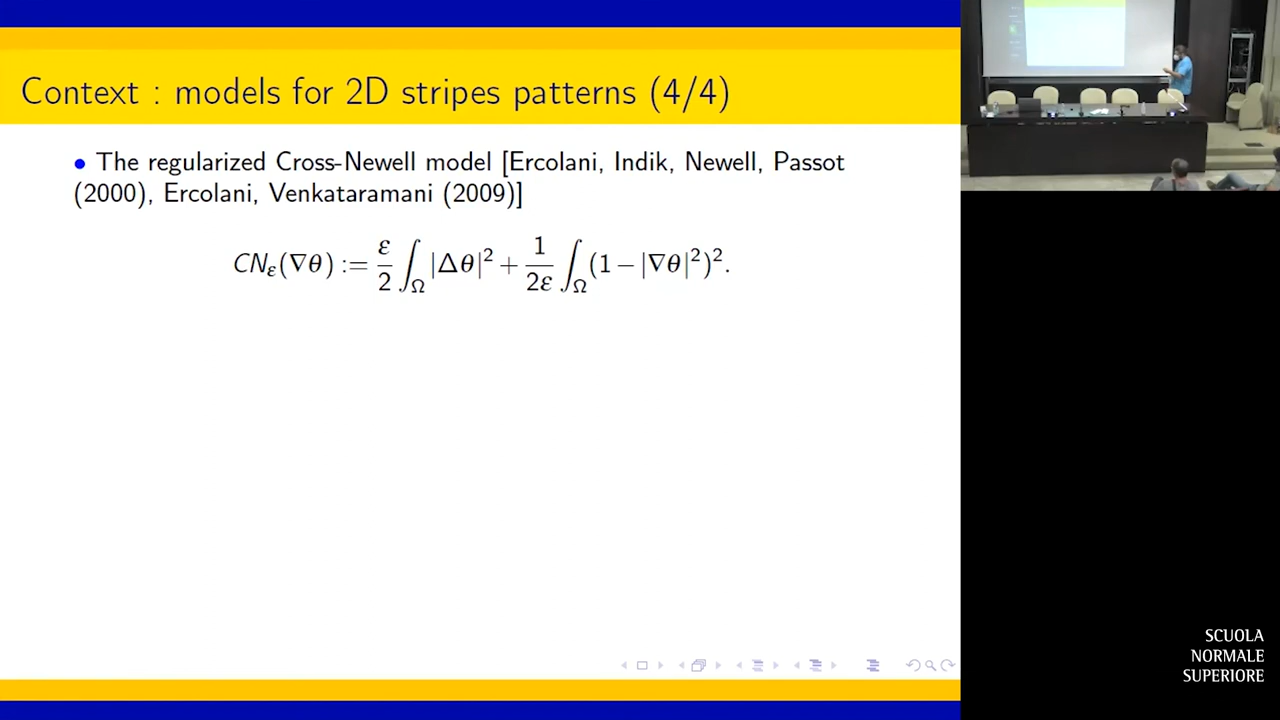 Context : models for 2D stripes patterns (4/4)
• The regularized Cross-Newell model [Ercolani, Indik, Newell, Passot
(2000), Ercolani, Venkataramani (2009)]
CN_ε(∇θ) := ε/2 ∫_Ω |Δθ|² + 1/2ε ∫_Ω (1 − |∇θ|²)².
SCUOLA
NORMALE
SUPERIORE